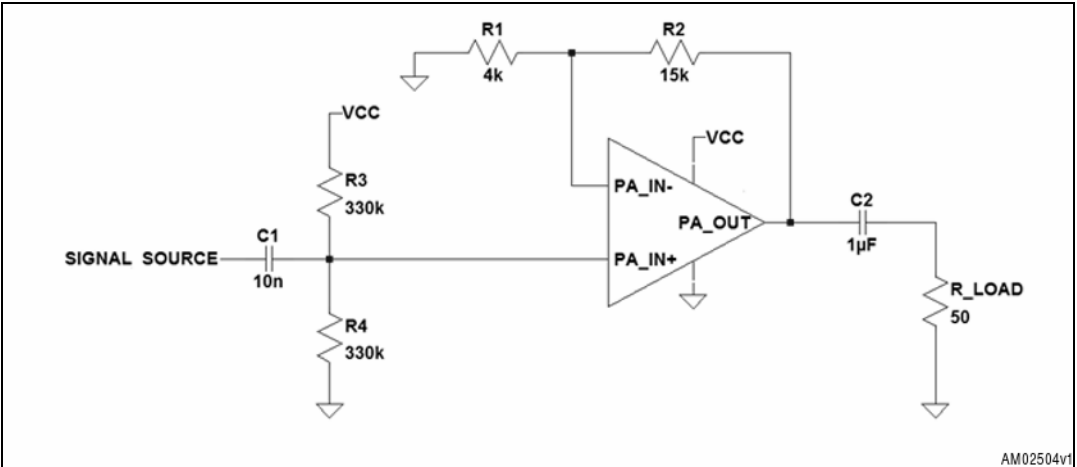 R1
4k
R2
15k
VCC
R3
330k
VCC
PA_IN-
PA_OUT
PA_IN+
C1
SIGNAL SOURCE
10n
C2
1µF
R_LOAD
50
R4
330k
AM02504v1